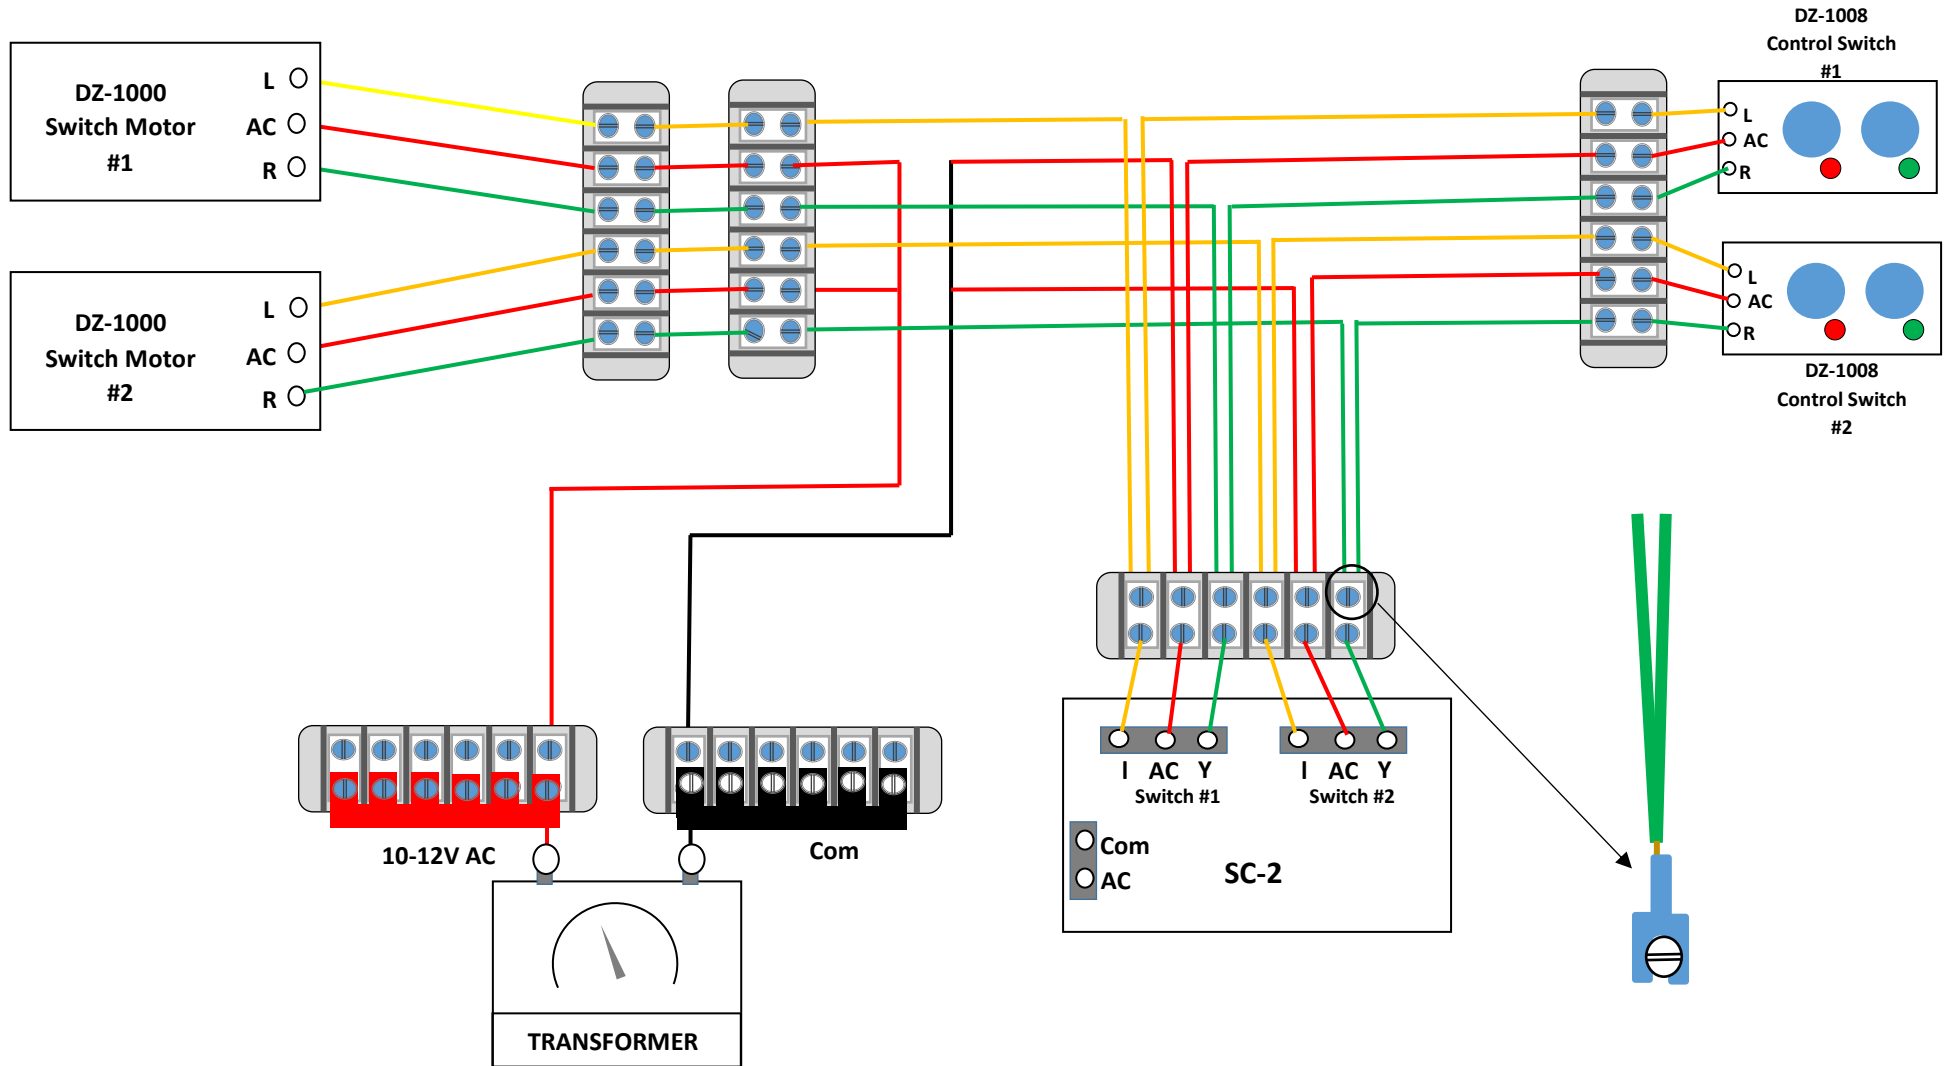 DZ-1000
Switch Motor
#1
L
AC
R
DZ-1000
Switch Motor
#2
L
AC
R
DZ-1008
Control Switch
#1
L
AC
R
L
AC
R
DZ-1008
Control Switch
#2
10-12V AC
Com
TRANSFORMER
I AC Y I AC Y
Switch #1 Switch #2
Com
AC
SC-2